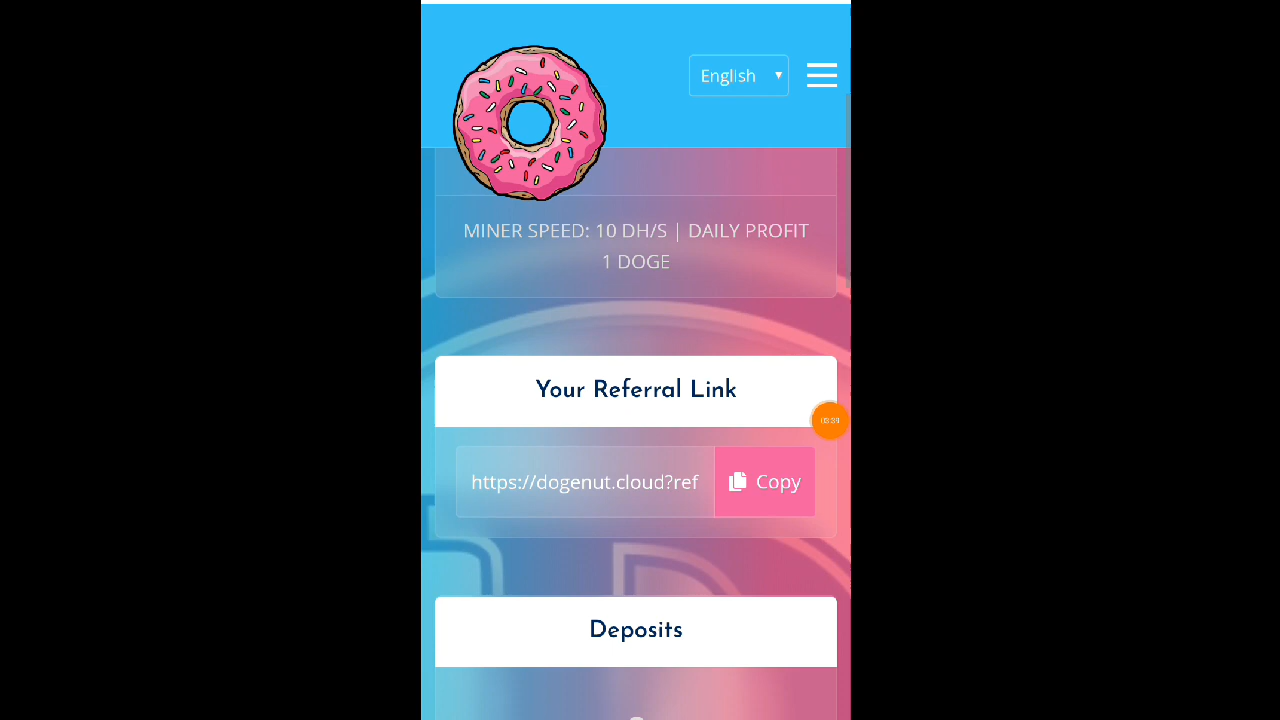 English
MINER SPEED: 10 DH/S | DAILY PROFIT
1 DOGE
Your Referral Link
https://dogenut.cloud?ref
Copy
Deposits